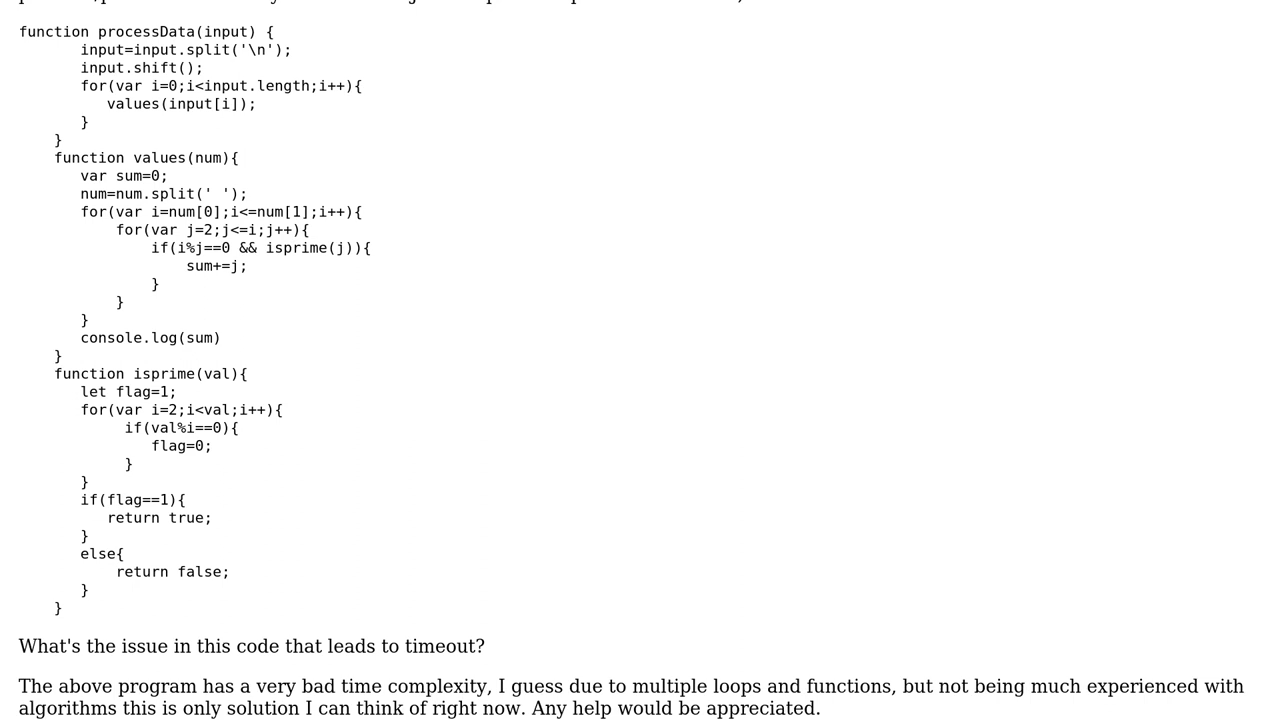 function processData(input) {
input=input.split('\n');
input.shift();
for(var i=0;i<input.length;i++){
values(input[i]);
}
}
function values(num){
var sum=0;
num=num.split(' ');
for(var i=num[0];i<=num[1];i++){
for(var j=2;j<=i;j++){
if(i%j==0 && isprime(j)){
sum+=j;
}
}
}
console.log(sum)
}
function isprime(val){
let flag=1;
for(var i=2;i<val;i++){
if(val%i==0){
flag=0;
}
}
if(flag==1){
return true;
}
else{
return false;
}
}
What's the issue in this code that leads to timeout?
The above program has a very bad time complexity, I guess due to multiple loops and functions, but not being much experienced with
algorithms this is only solution I can think of right now. Any help would be appreciated.